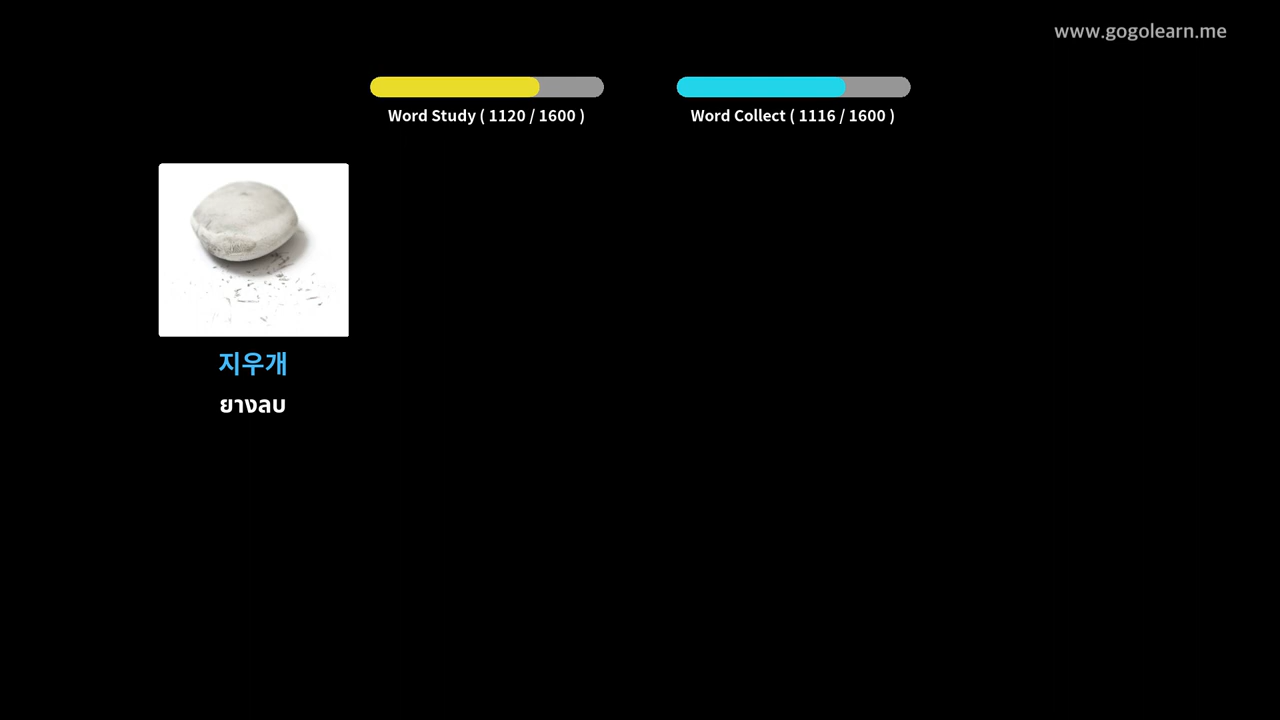 www.gogolearn.me
Word Study ( 1120 / 1600 )
Word Collect ( 1116 / 1600 )
지우개
ยางลบ